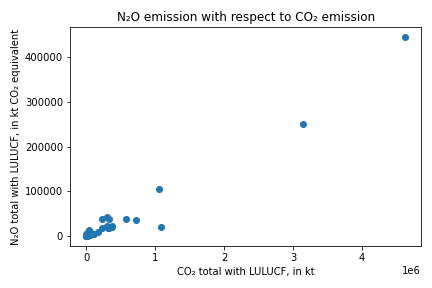 N₂O emission with respect to CO₂ emission
N₂O total with LULUCF, in kt CO₂ equivalent
400000
300000
200000
100000
0
0 1 2 3 4
1e6
CO₂ total with LULUCF, in kt